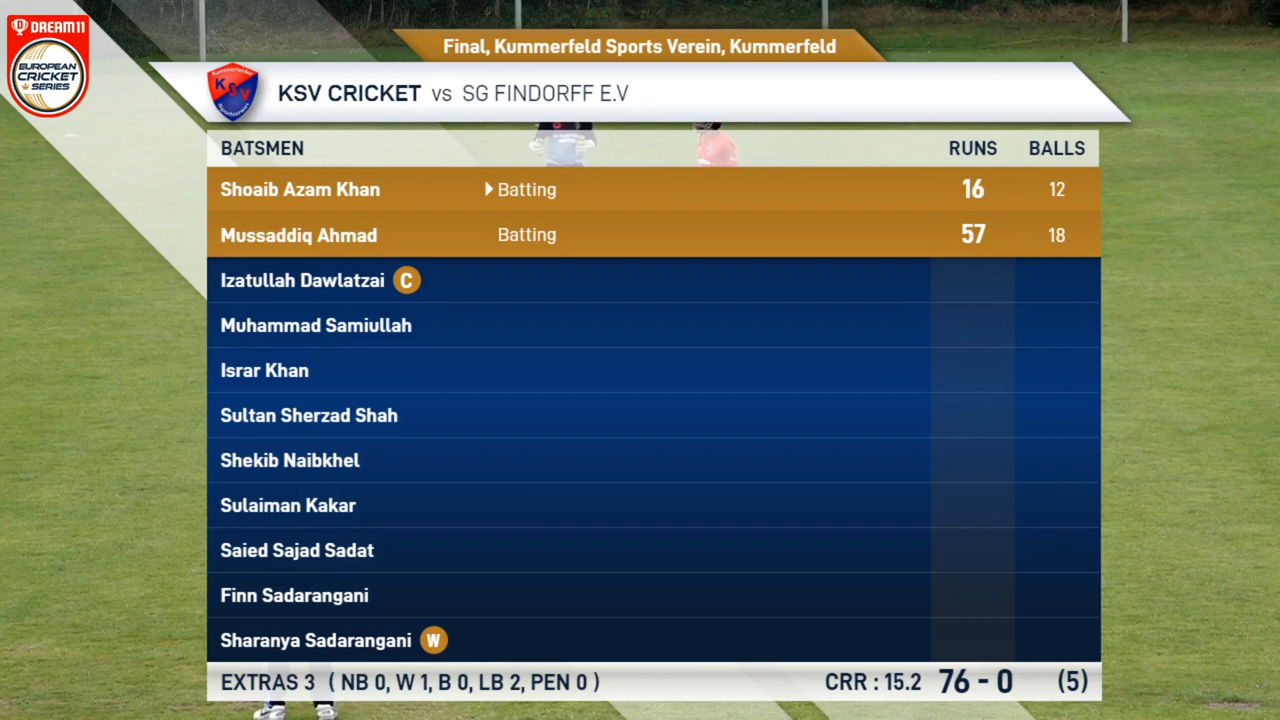 DREAM11
EUROPEAN
CRICKET
SERIES
Final, Kummerfeld Sports Verein, Kummerfeld
Kummerfelder
KSV
Sportverein
KSV CRICKET vs SG FINDORFF E.V
BATSMEN RUNS BALLS
Shoaib Azam Khan Batting 16 12
Mussaddiq Ahmad Batting 57 18
Izatullah Dawlatzai C
Muhammad Samiullah
Israr Khan
Sultan Sherzad Shah
Shekib Naibkhel
Sulaiman Kakar
Saied Sajad Sadat
Finn Sadarangani
Sharanya Sadarangani W
EXTRAS 3 ( NB 0, W 1, B 0, LB 2, PEN 0 ) CRR : 15.2 76 - 0 (5)